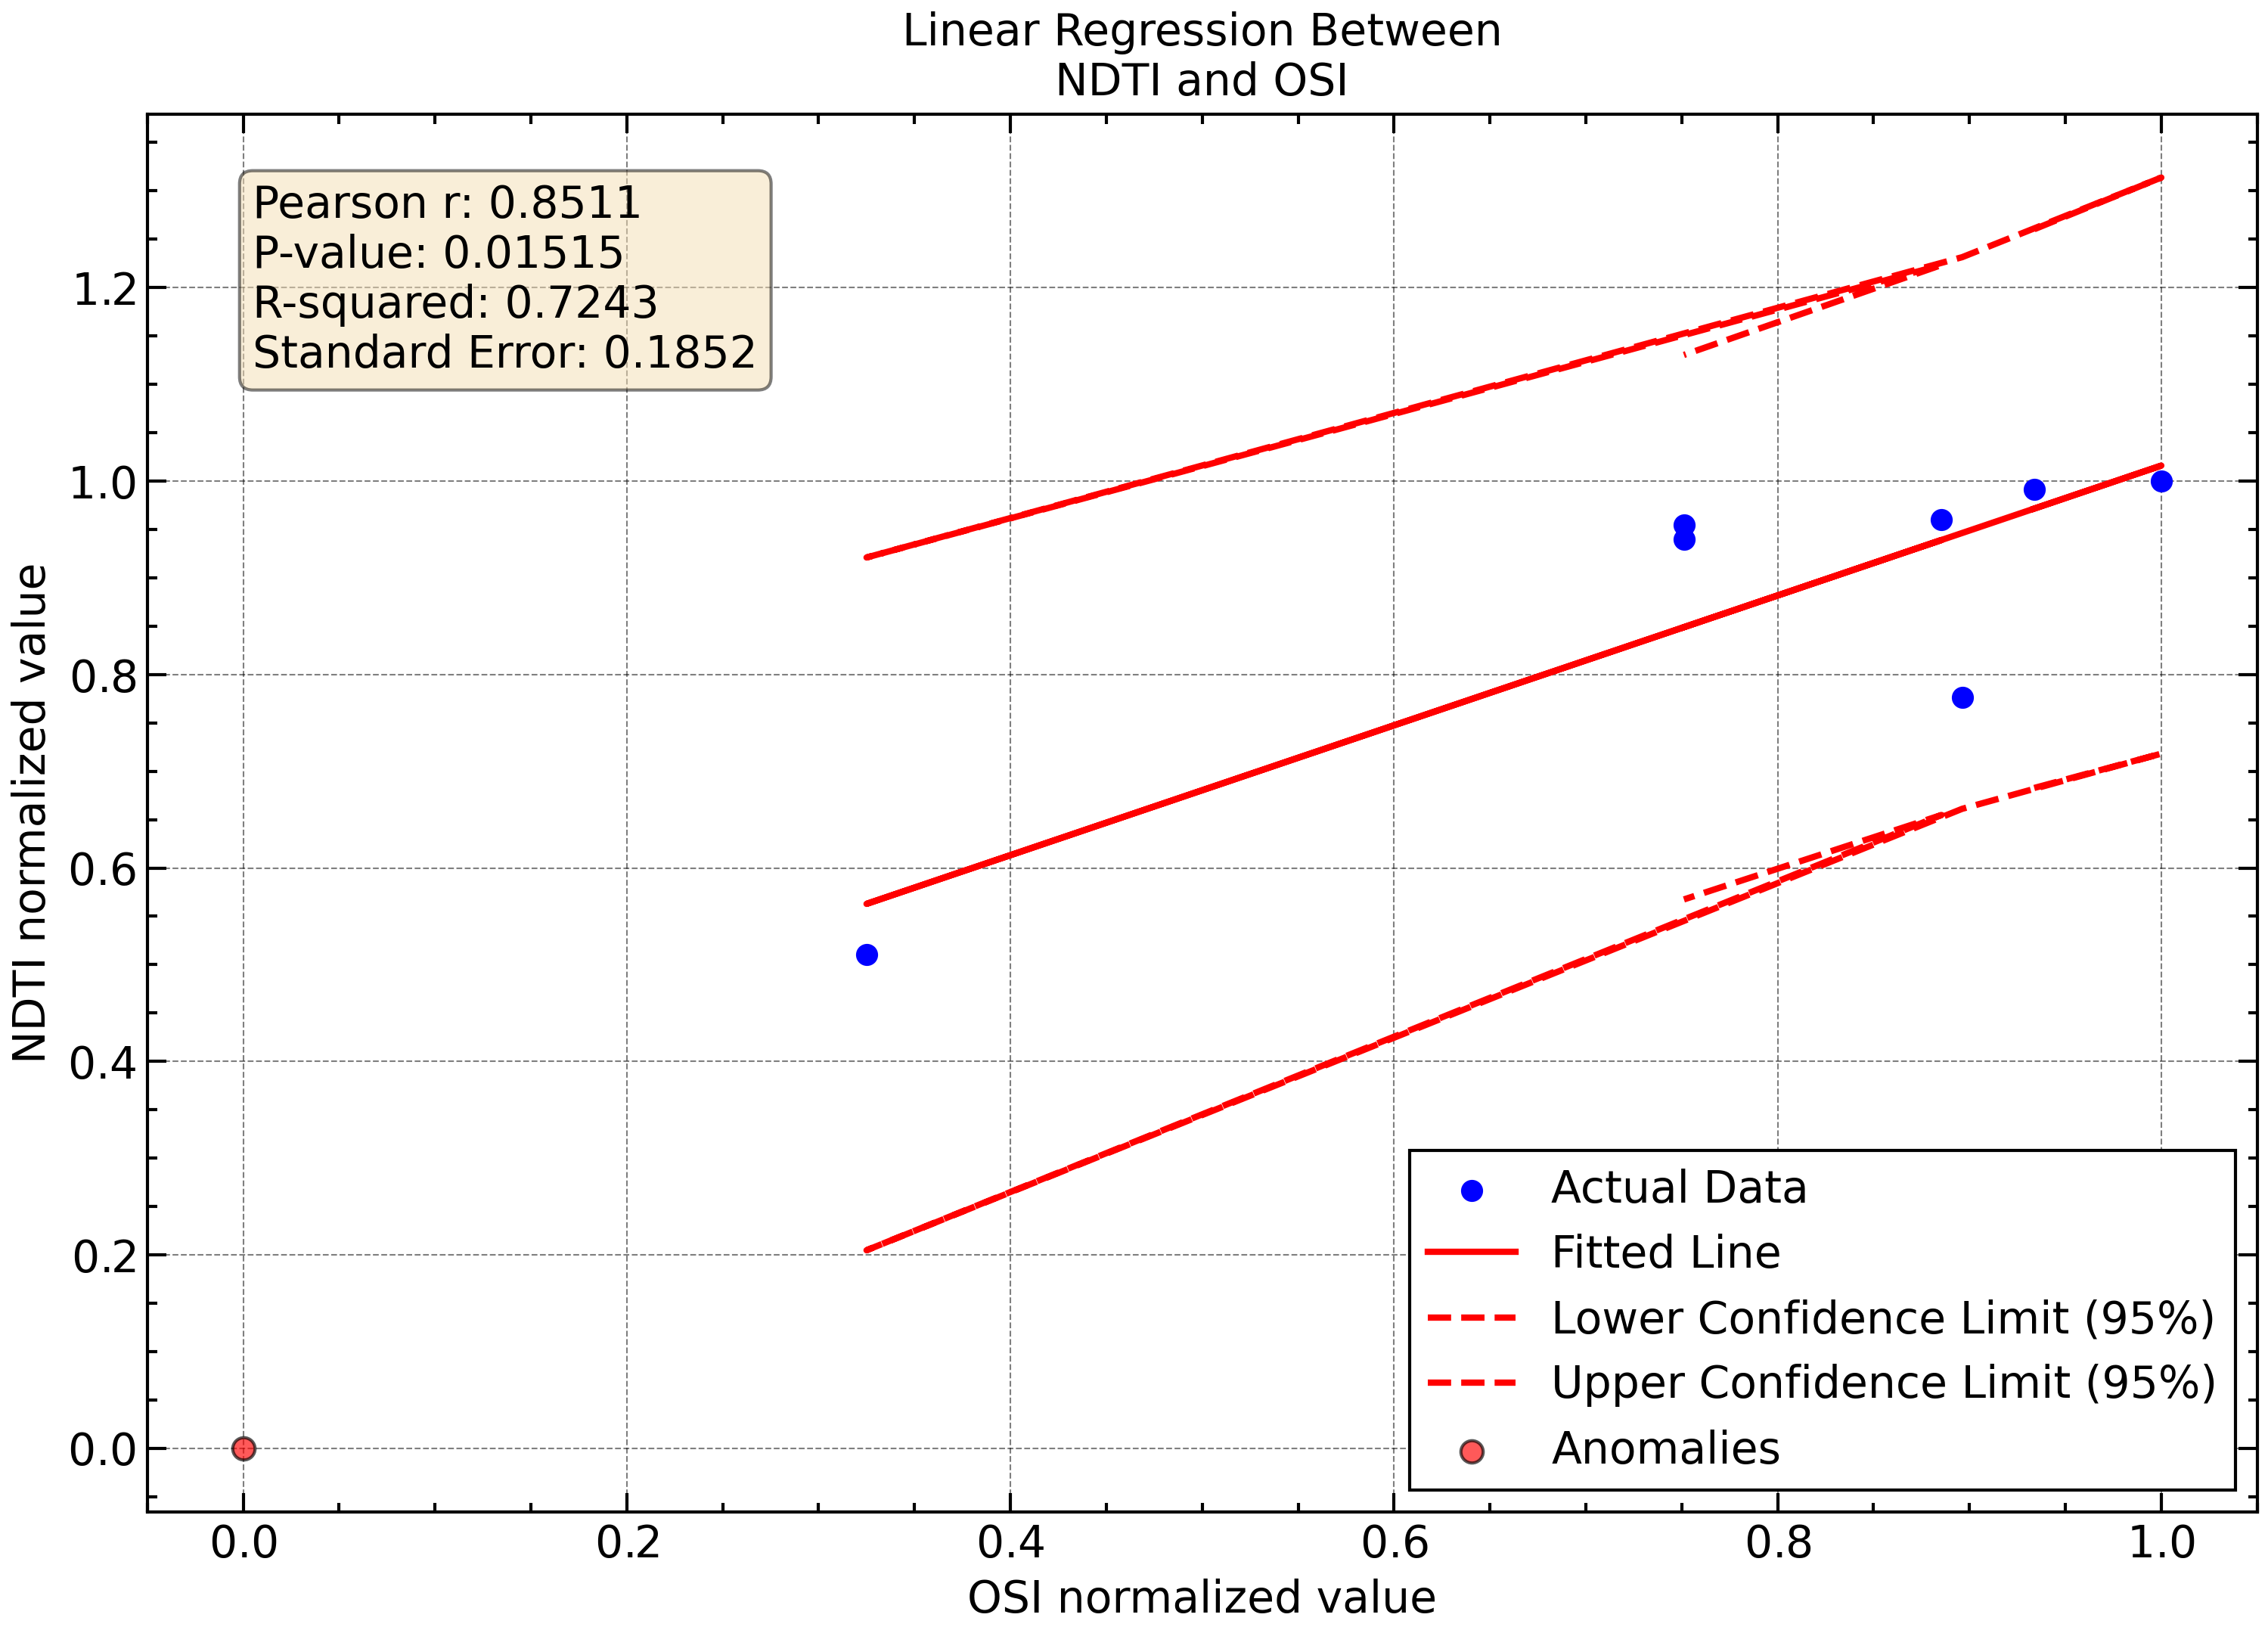 Linear Regression Between
NDTI and OSI
Pearson r: 0.8511
P-value: 0.01515
R-squared: 0.7243
Standard Error: 0.1852
1.2
1.0
0.8
0.6
0.4
0.2
0.0
NDTI normalized value
Actual Data
Fitted Line
Lower Confidence Limit (95%)
Upper Confidence Limit (95%)
Anomalies
0.0 0.2 0.4 0.6 0.8 1.0
OSI normalized value